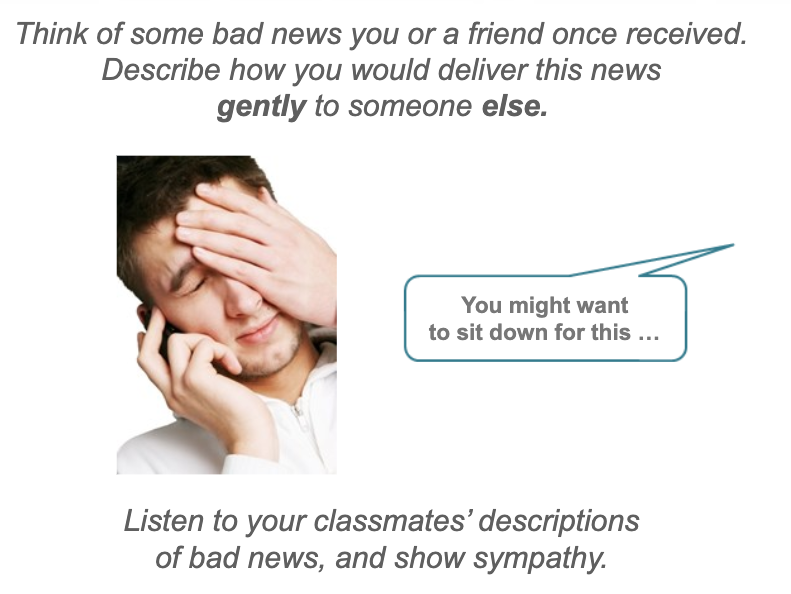 Think of some bad news you or a friend once received.
Describe how you would deliver this news
gently to someone else.
You might want
to sit down for this …
Listen to your classmates’ descriptions
of bad news, and show sympathy.